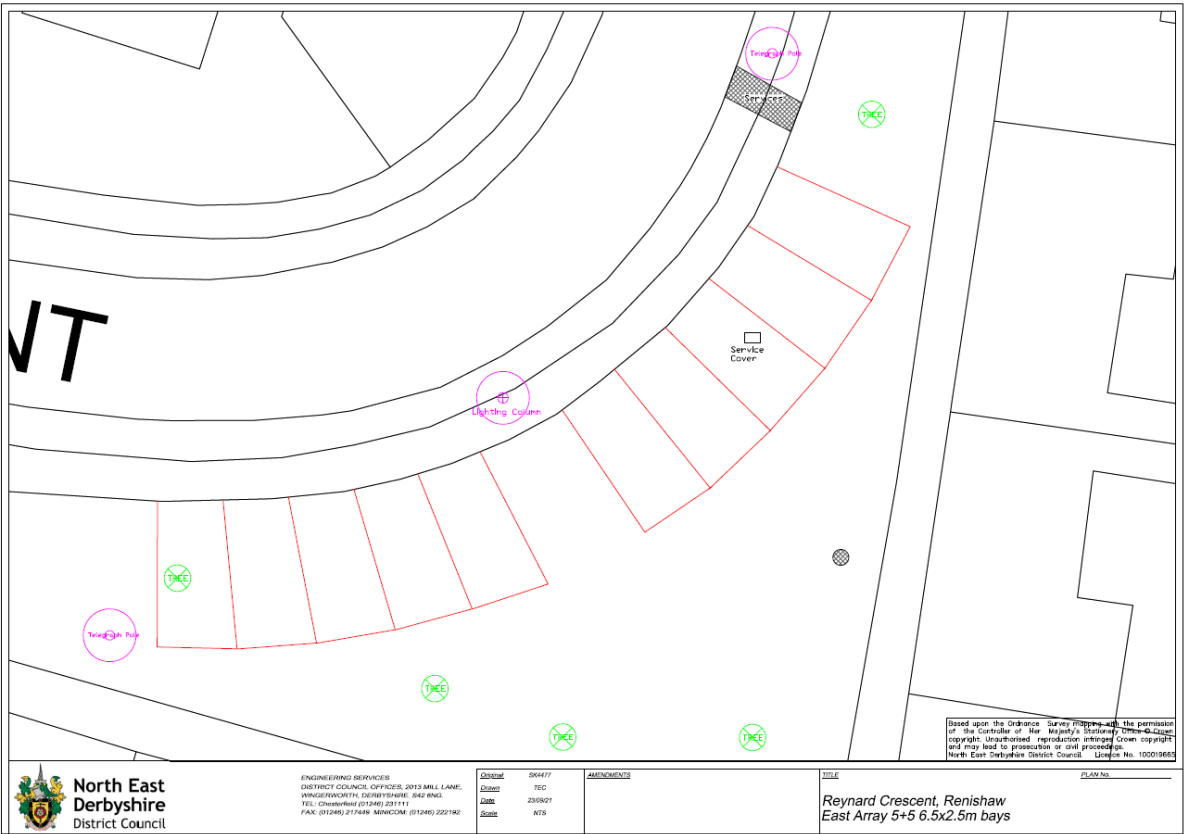 Telegraph Pole
Services
TREE
NT
Service
Cover
Lighting Column
TREE
Telegraph Pole
TREE
TREE
TREE
Based upon the Ordnance Survey mapping with the permission
of the Controller of Her Majesty's Stationery Office © Crown
copyright. Unauthorised reproduction infringes Crown copyright
and may lead to prosecution or civil proceedings.
North East Derbyshire District Council Licence No. 100019665
North East
Derbyshire
District Council
ENGINEERING SERVICES
DISTRICT COUNCIL OFFICES, 2013 MILL LANE,
WINGERWORTH, DERBYSHIRE. S42 6NG.
TEL: Chesterfield (01246) 231111
FAX: (01246) 217449 MINICOM: (01246) 222192
Original SK4477
Drawn TEC
Date 23/09/21
Scale NTS
AMENDMENTS
TITLE
Reynard Crescent, Renishaw
East Array 5+5 6.5x2.5m bays
PLAN No.